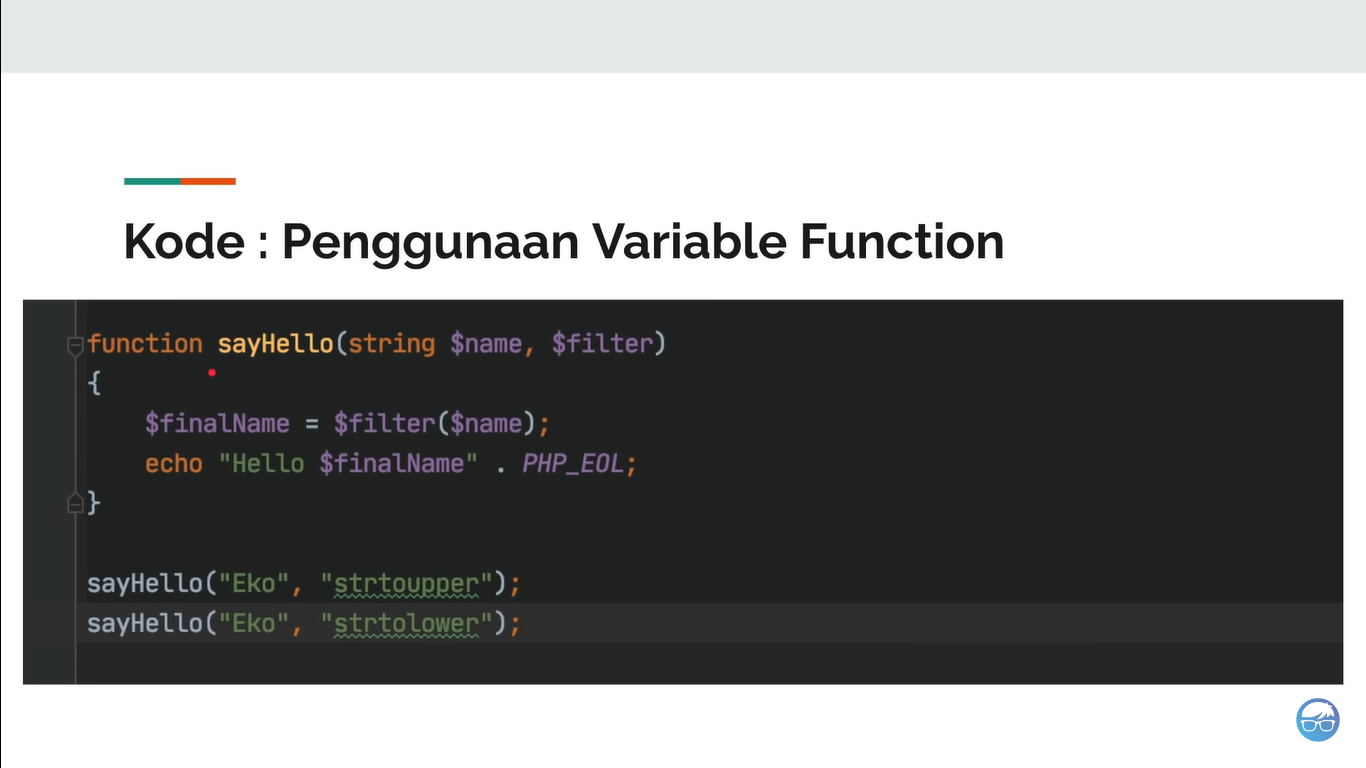 Kode : Penggunaan Variable Function
function sayHello(string $name, $filter)
{
    $finalName = $filter($name);
    echo "Hello $finalName" . PHP_EOL;
}
sayHello("Eko", "strtoupper");
sayHello("Eko", "strtolower");